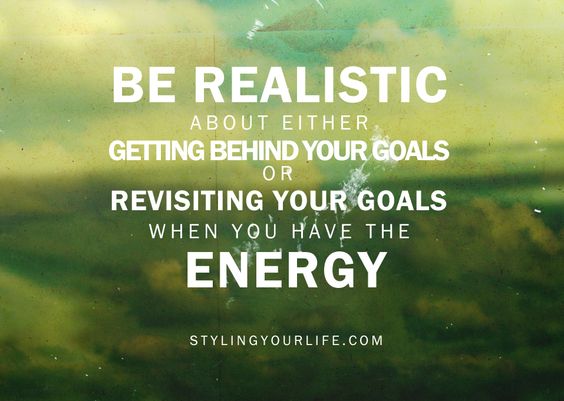 BE REALISTIC
ABOUT EITHER
GETTING BEHIND YOUR GOALS
OR
REVISITING YOUR GOALS
WHEN YOU HAVE THE
ENERGY
STYLINGYOURLIFE.COM